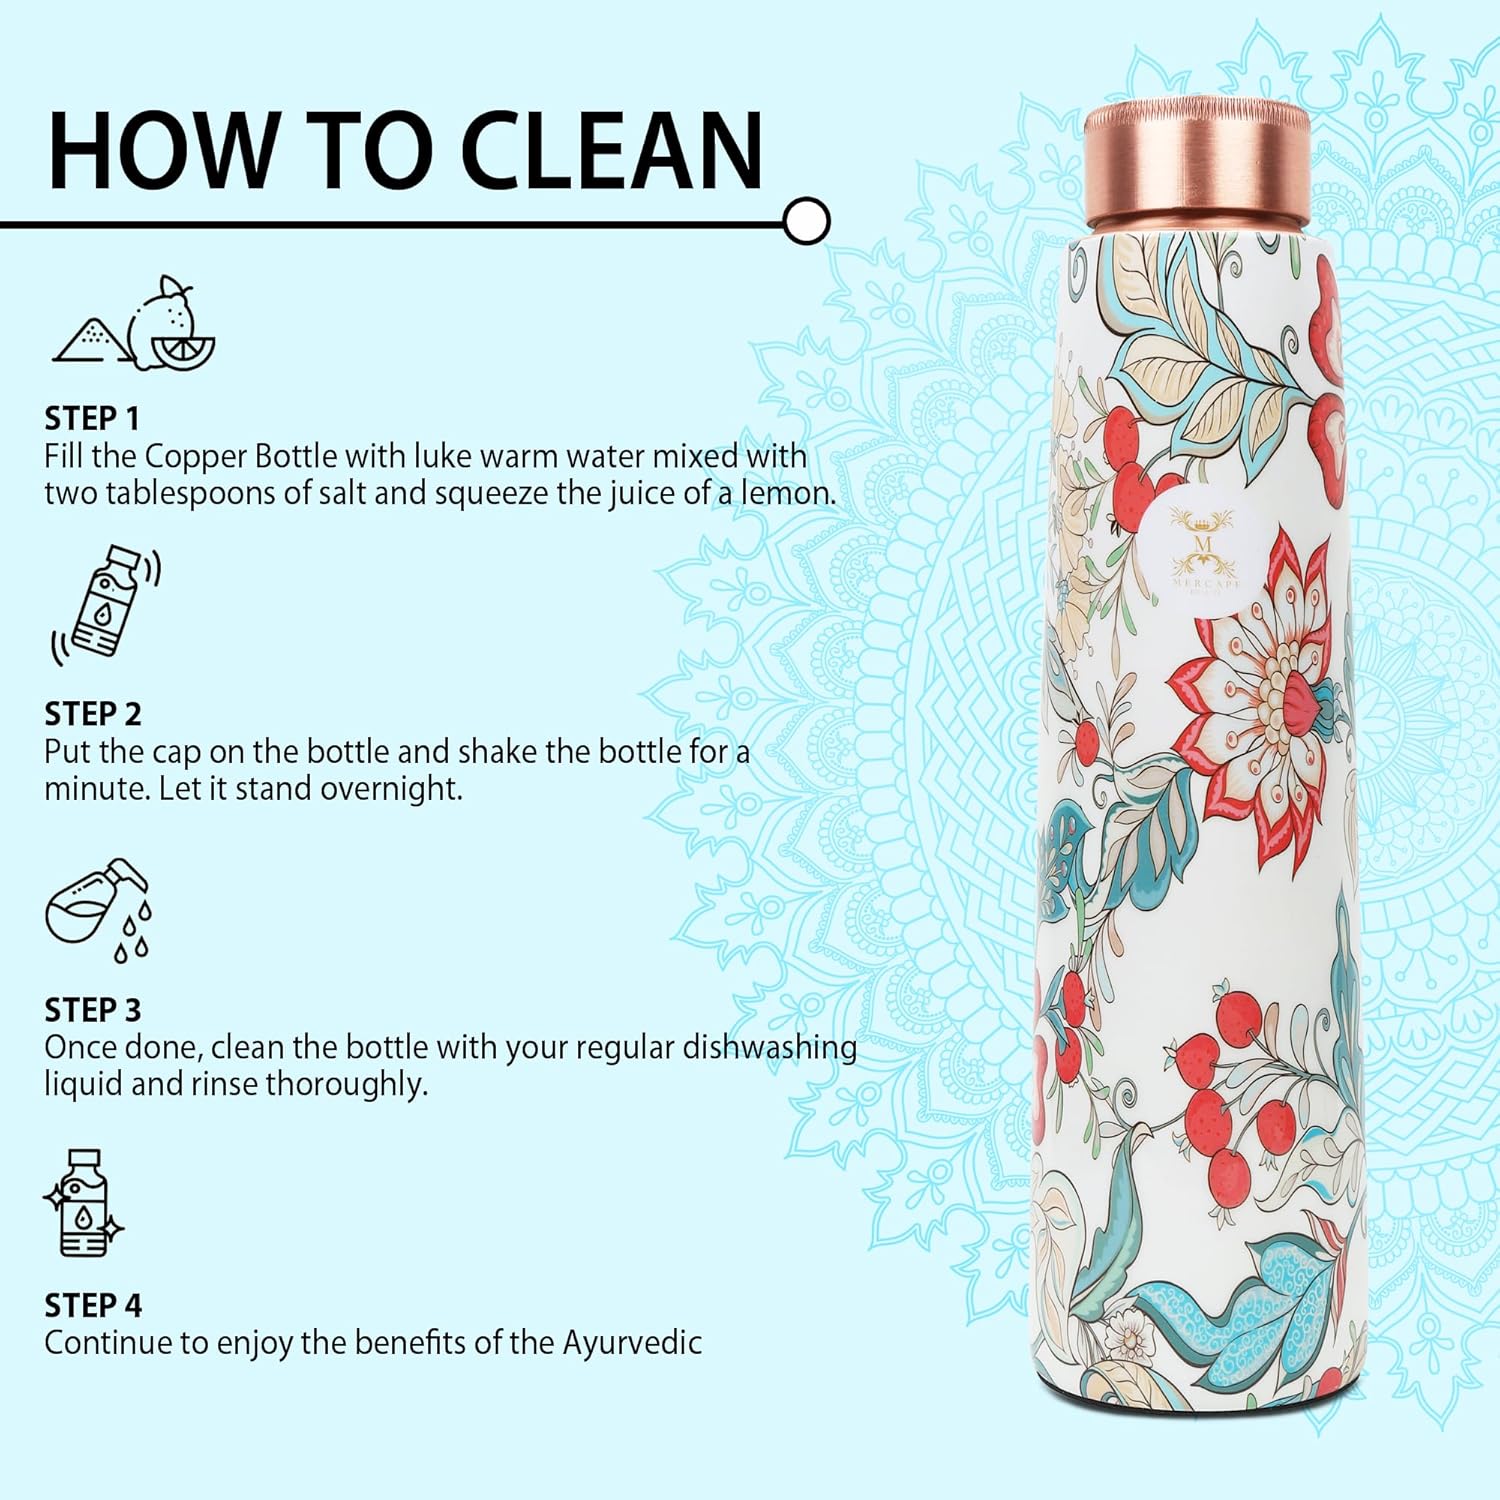 HOW TO CLEAN
STEP 1
Fill the Copper Bottle with luke warm water mixed with
two tablespoons of salt and squeeze the juice of a lemon.
STEP 2
Put the cap on the bottle and shake the bottle for a
minute. Let it stand overnight.
STEP 3
Once done, clean the bottle with your regular dishwashing
liquid and rinse thoroughly.
STEP 4
Continue to enjoy the benefits of the Ayurvedic
M
MERCAPE